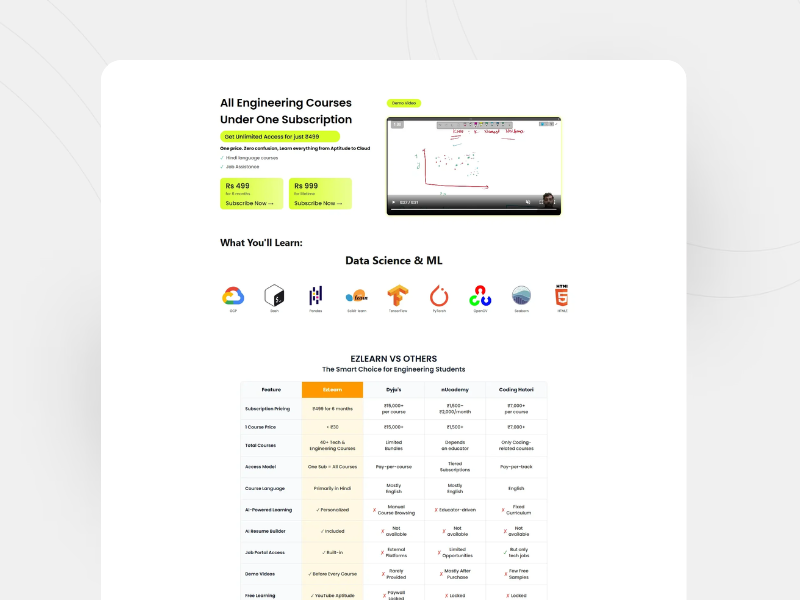 All Engineering Courses
Under One Subscription
Get Unlimited Access for just ₹499
One price. Zero confusion, Learn everything from Aptitude to Cloud
✓ Hindi language courses
✓ Job Assistance
Rs 499
for 6 months
Subscribe Now →
Rs 999
for lifetime
Subscribe Now →
Demo Video
0:27 / 0:31
What You'll Learn:
Data Science & ML
GCP
Bash
Pandas
Scikit-learn
TensorFlow
PyTorch
OpenCV
Seaborn
HTML5
EZLEARN VS OTHERS
The Smart Choice for Engineering Students
Feature EzLearn Dyju's nUcademy Coding Hotari
Subscription Pricing ₹499 for 6 months ₹15,000+ per course ₹1,500–₹2,000/month ₹7,000+ per course
1 Course Price < ₹30 ₹15,000+ ₹1,500+ ₹7,000+
Total Courses 40+ Tech & Engineering Courses Limited Bundles Depends on educator Only Coding-related courses
Access Model One Sub = All Courses Pay-per-course Tiered Subscriptions Pay-per-track
Course Language Primarily in Hindi Mostly English Mostly English English
AI-Powered Learning ✓ Personalized ✗ Manual Course Browsing ✗ Educator-driven ✗ Fixed Curriculum
AI Resume Builder ✓ Included ✗ Not available ✗ Not available ✗ Not available
Job Portal Access ✓ Built-in ✗ External Platforms ✗ Limited Opportunities ✓ But only tech jobs
Demo Videos ✓ Before Every Course ✗ Rarely Provided ✗ Mostly After Purchase ✗ Few Free Samples
Free Learning ✓ YouTube Aptitude ✗ Paywall Locked ✗ Locked ✗ Locked